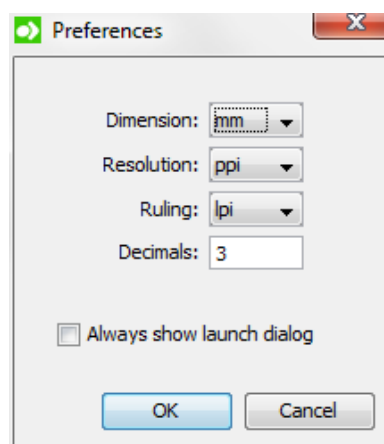 Preferences
Dimension: mm
Resolution: ppi
Ruling: lpi
Decimals: 3
Always show launch dialog
OK Cancel